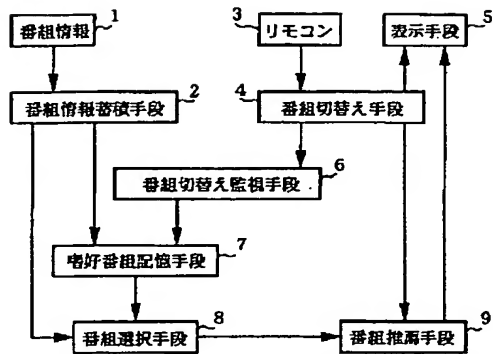 番組情報
1
リモコン
3
表示手段
5
番組情報蓄積手段
2
番組切替え手段
4
番組切替え監視手段
6
嗜好番組記憶手段
7
番組選択手段
8
番組推薦手段
9